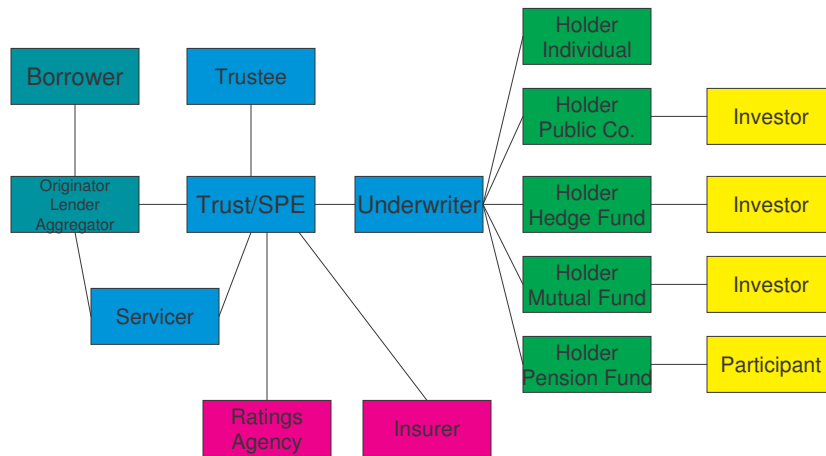 Holder
Individual
Borrower
Trustee
Holder
Public Co.
Investor
Originator
Lender
Aggregator
Trust/SPE
Underwriter
Holder
Hedge Fund
Investor
Holder
Mutual Fund
Investor
Servicer
Holder
Pension Fund
Participant
Ratings
Agency
Insurer